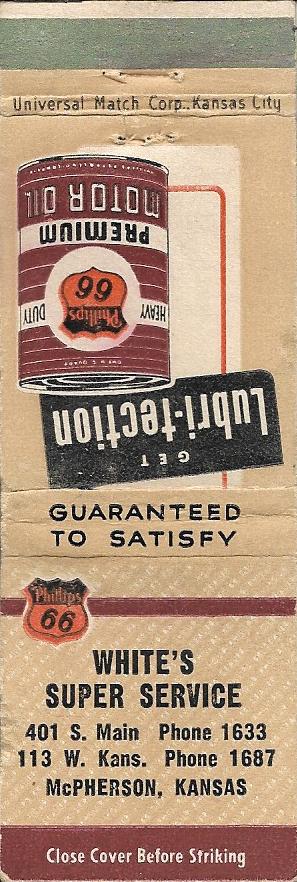 Universal Match Corp., Kansas City
GET
Lubri-tection
HEAVY
Phillips
66
DUTY
PREMIUM
MOTOR OIL
GUARANTEED
TO SATISFY
Phillips
66
WHITE'S
SUPER SERVICE
401 S. Main Phone 1633
113 W. Kans. Phone 1687
McPHERSON, KANSAS
Close Cover Before Striking